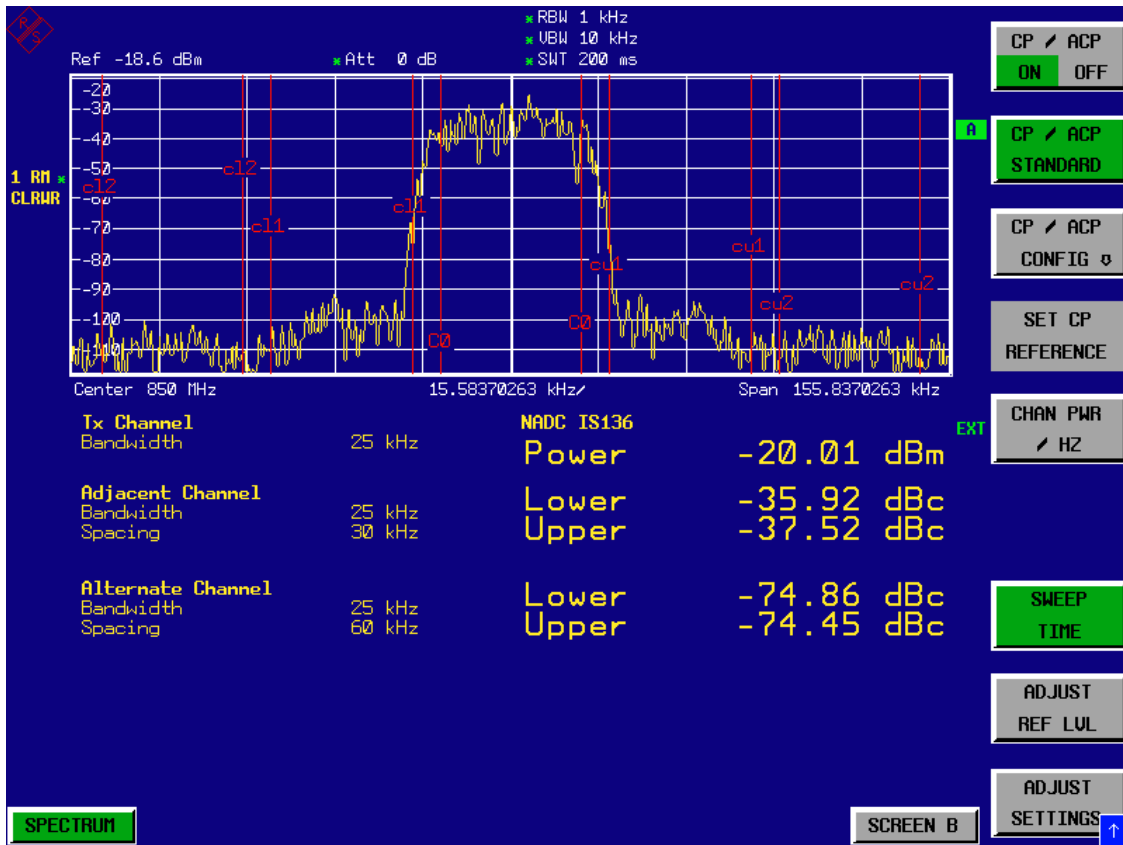 R S
* RBW 1 kHz
* VBW 10 kHz
Ref -18.6 dBm * Att 0 dB * SWT 200 ms
-20
-30
-40
-50
-60
-70
-80
-90
-100
-110
A
1 RM *
CLRWR
cl2
cl2
cl1
cl1
C0
C0
cu1
cu1
cu2
cu2
Center 850 MHz 15.58370263 kHz/ Span 155.8370263 kHz
Tx Channel NADC IS136
Bandwidth 25 kHz Power -20.01 dBm
EXT
Adjacent Channel Lower -35.92 dBc
Bandwidth 25 kHz
Spacing 30 kHz Upper -37.52 dBc
Alternate Channel Lower -74.86 dBc
Bandwidth 25 kHz
Spacing 60 kHz Upper -74.45 dBc
CP / ACP
ON OFF
CP / ACP
STANDARD
CP / ACP
CONFIG
SET CP
REFERENCE
CHAN PWR
/ HZ
SWEEP
TIME
ADJUST
REF LVL
ADJUST
SETTINGS
SPECTRUM
SCREEN B